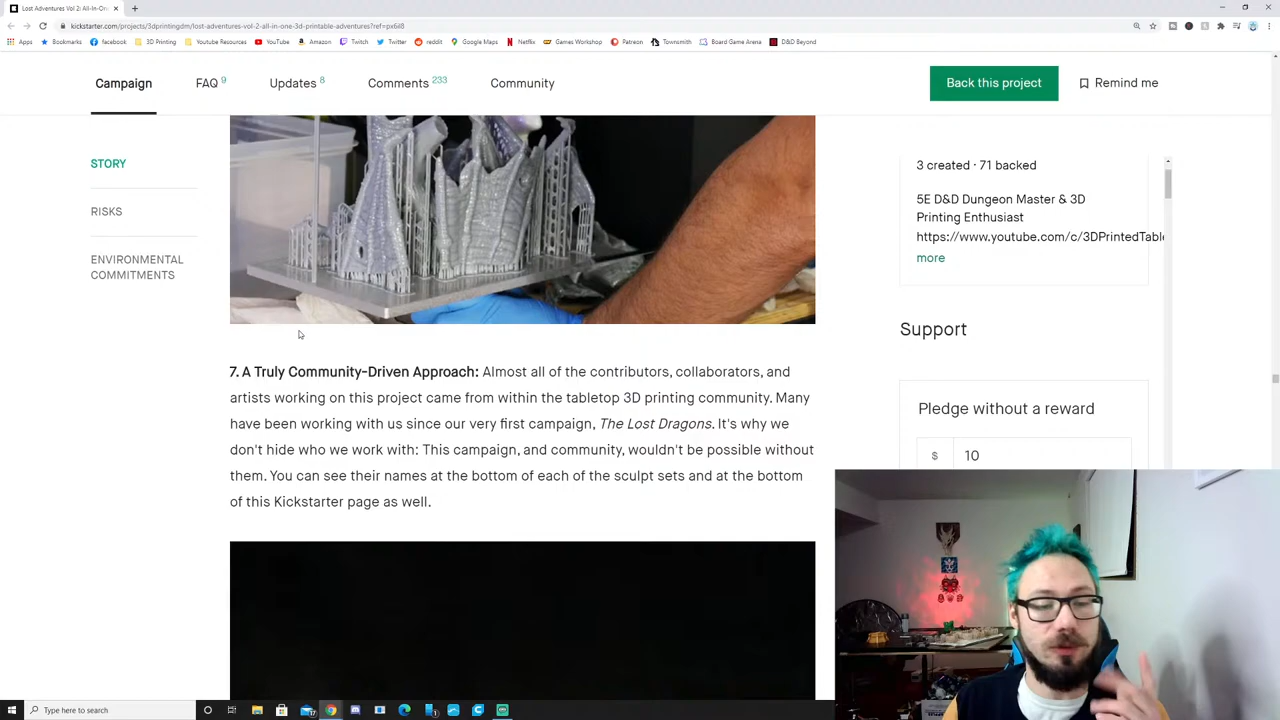 Lost Adventures Vol 2: All-In-One
kickstarter.com/projects/3dprintingdm/lost-adventures-vol-2-all-in-one-3d-printable-adventures?ref=px6il8
Apps Bookmarks facebook 3D Printing Youtube Resources YouTube Amazon Twitch Twitter reddit Google Maps Netflix Games Workshop Patreon Townsmith Board Game Arena D&D Beyond
Campaign FAQ 9 Updates 8 Comments 233 Community Back this project Remind me
STORY
RISKS
ENVIRONMENTAL
COMMITMENTS
7. A Truly Community-Driven Approach: Almost all of the contributors, collaborators, and
artists working on this project came from within the tabletop 3D printing community. Many
have been working with us since our very first campaign, The Lost Dragons. It's why we
don't hide who we work with: This campaign, and community, wouldn't be possible without
them. You can see their names at the bottom of each of the sculpt sets and at the bottom
of this Kickstarter page as well.
3 created · 71 backed
5E D&D Dungeon Master & 3D
Printing Enthusiast
https://www.youtube.com/c/3DPrintedTable
more
Support
Pledge without a reward
$ 10
Type here to search